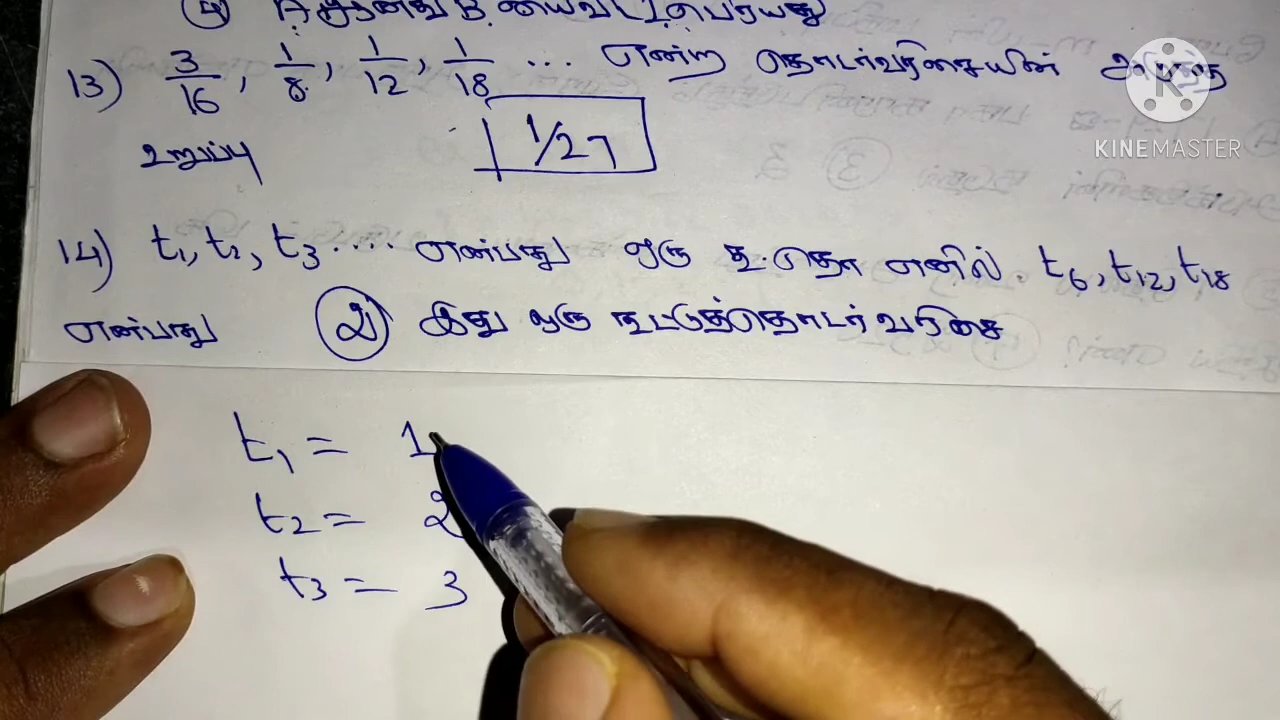 13) 3/16, 1/8, 1/12, 1/18 ... என்ற தொடர்வரிசையின் அடுத்த
உறுப்பு 1/27
KINEMASTER
14) t1, t2, t3 .... என்பது ஒரு கூ.தொ எனில். t6, t12, t18
என்பது (2) இது ஒரு கூட்டுத்தொடர் வரிசை
t1 = 1
t2 = 2
t3 = 3